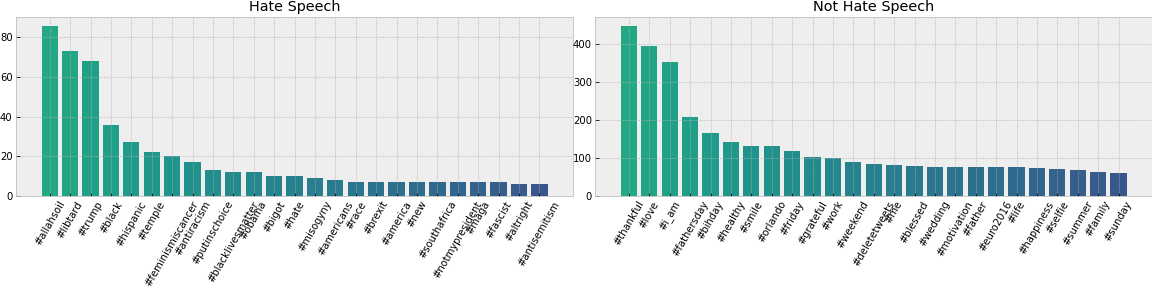 Hate Speech
80
60
40
20
0
#allahsoil
#libtard
#trump
#black
#hispanic
#temple
#feminismiscancer
#antiracism
#putinschoice
#blacklivesmatter
#obama
#bigot
#hate
#misogyny
#americans
#race
#brexit
#america
#new
#southafrica
#notmypresident
#maga
#fascist
#altright
#antisemitism
Not Hate Speech
400
300
200
100
0
#thankful
#love
#i_am
#fathersday
#bihday
#healthy
#smile
#orlando
#friday
#grateful
#work
#weekend
#deletetweets
#me
#blessed
#wedding
#motivation
#father
#euro2016
#life
#happiness
#selfie
#summer
#family
#sunday